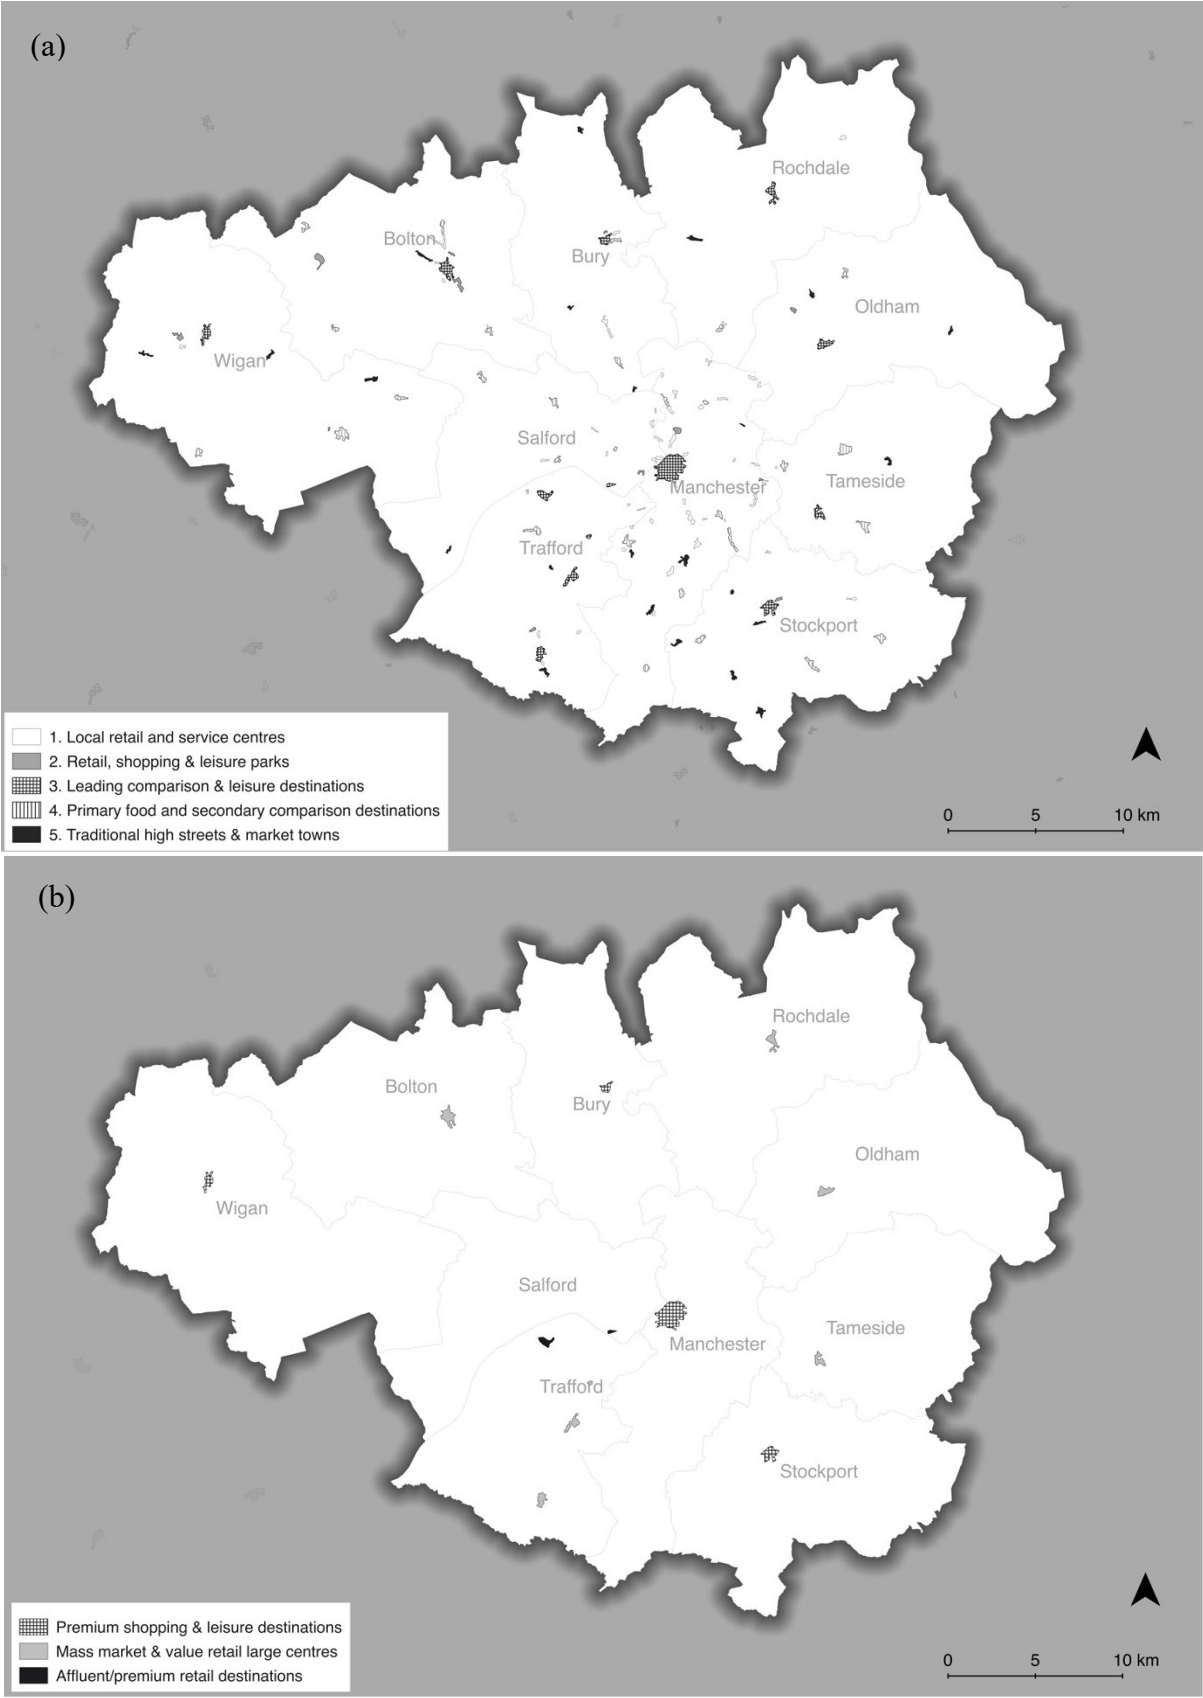 (a)
Rochdale
Bolton
Bury
Oldham
Wigan
Salford
Manchester
Tameside
Trafford
Stockport
1. Local retail and service centres
2. Retail, shopping & leisure parks
3. Leading comparison & leisure destinations
4. Primary food and secondary comparison destinations
5. Traditional high streets & market towns
0 5 10 km
(b)
Rochdale
Bolton
Bury
Oldham
Wigan
Salford
Tameside
Manchester
Trafford
Stockport
Premium shopping & leisure destinations
Mass market & value retail large centres
Affluent/premium retail destinations
0 5 10 km